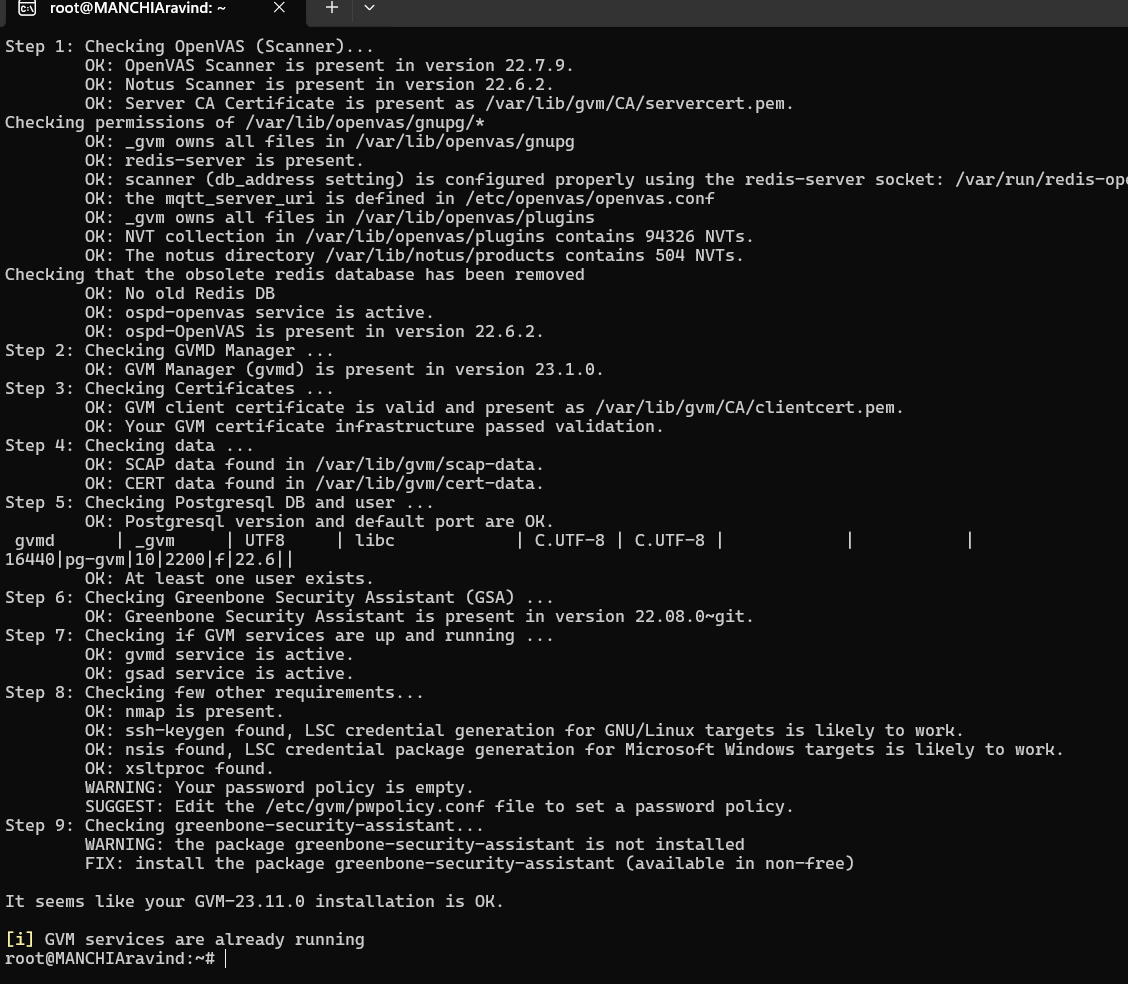 root@MANCHIAravind: ~
Step 1: Checking OpenVAS (Scanner)...
        OK: OpenVAS Scanner is present in version 22.7.9.
        OK: Notus Scanner is present in version 22.6.2.
        OK: Server CA Certificate is present as /var/lib/gvm/CA/servercert.pem.
Checking permissions of /var/lib/openvas/gnupg/*
        OK: _gvm owns all files in /var/lib/openvas/gnupg
        OK: redis-server is present.
        OK: scanner (db_address setting) is configured properly using the redis-server socket: /var/run/redis-ope
        OK: the mqtt_server_uri is defined in /etc/openvas/openvas.conf
        OK: _gvm owns all files in /var/lib/openvas/plugins
        OK: NVT collection in /var/lib/openvas/plugins contains 94326 NVTs.
        OK: The notus directory /var/lib/notus/products contains 504 NVTs.
Checking that the obsolete redis database has been removed
        OK: No old Redis DB
        OK: ospd-openvas service is active.
        OK: ospd-OpenVAS is present in version 22.6.2.
Step 2: Checking GVMD Manager ...
        OK: GVM Manager (gvmd) is present in version 23.1.0.
Step 3: Checking Certificates ...
        OK: GVM client certificate is valid and present as /var/lib/gvm/CA/clientcert.pem.
        OK: Your GVM certificate infrastructure passed validation.
Step 4: Checking data ...
        OK: SCAP data found in /var/lib/gvm/scap-data.
        OK: CERT data found in /var/lib/gvm/cert-data.
Step 5: Checking Postgresql DB and user ...
        OK: Postgresql version and default port are OK.
 gvmd      | _gvm     | UTF8     | libc            | C.UTF-8 | C.UTF-8 |            |           |
16440|pg-gvm|10|2200|f|22.6||
        OK: At least one user exists.
Step 6: Checking Greenbone Security Assistant (GSA) ...
        OK: Greenbone Security Assistant is present in version 22.08.0~git.
Step 7: Checking if GVM services are up and running ...
        OK: gvmd service is active.
        OK: gsad service is active.
Step 8: Checking few other requirements...
        OK: nmap is present.
        OK: ssh-keygen found, LSC credential generation for GNU/Linux targets is likely to work.
        OK: nsis found, LSC credential package generation for Microsoft Windows targets is likely to work.
        OK: xsltproc found.
        WARNING: Your password policy is empty.
        SUGGEST: Edit the /etc/gvm/pwpolicy.conf file to set a password policy.
Step 9: Checking greenbone-security-assistant...
        WARNING: the package greenbone-security-assistant is not installed
        FIX: install the package greenbone-security-assistant (available in non-free)
It seems like your GVM-23.11.0 installation is OK.
[i] GVM services are already running
root@MANCHIAravind:~#